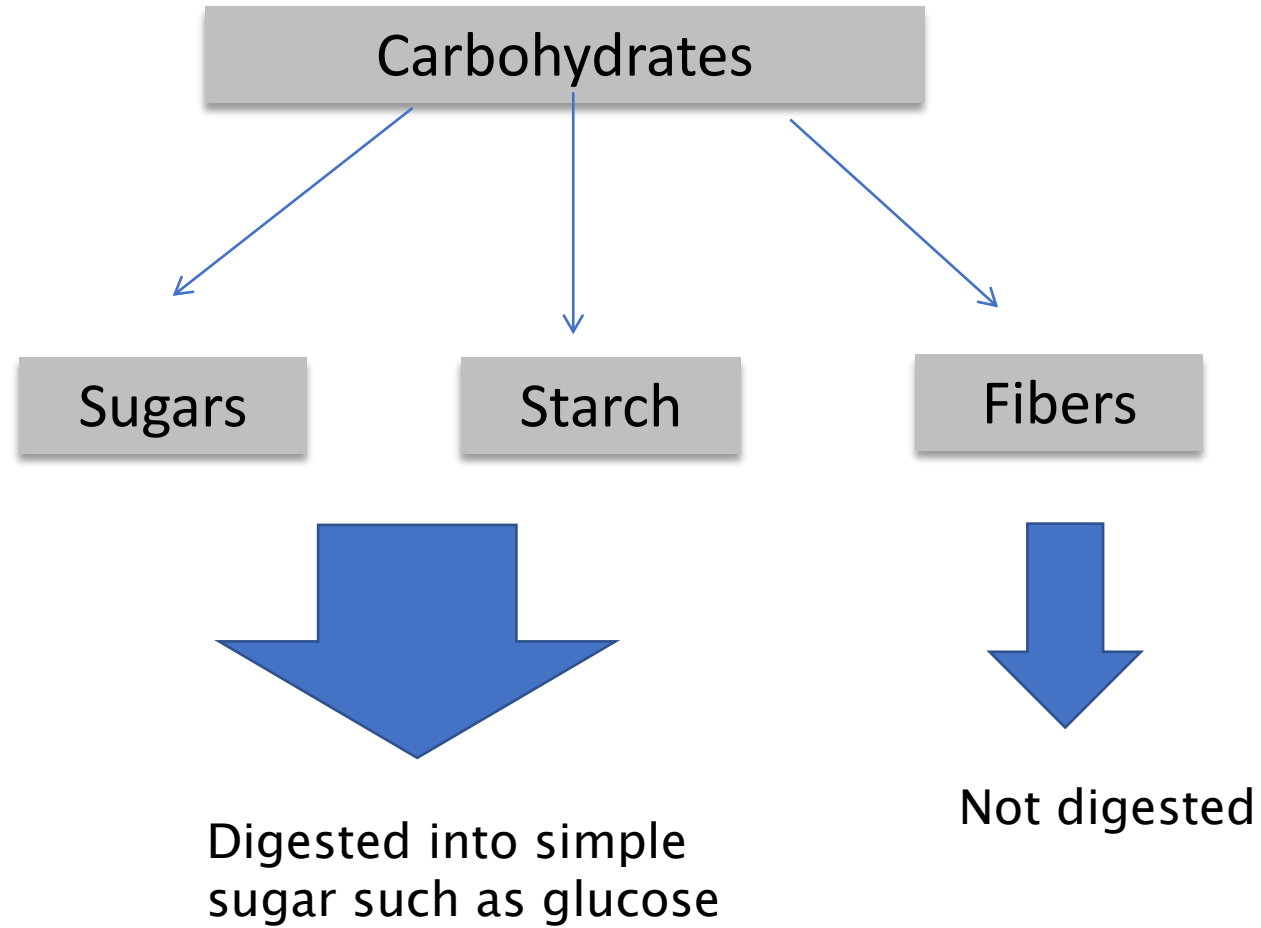 Carbohydrates
Sugars
Starch
Fibers
Digested into simple
sugar such as glucose
Not digested